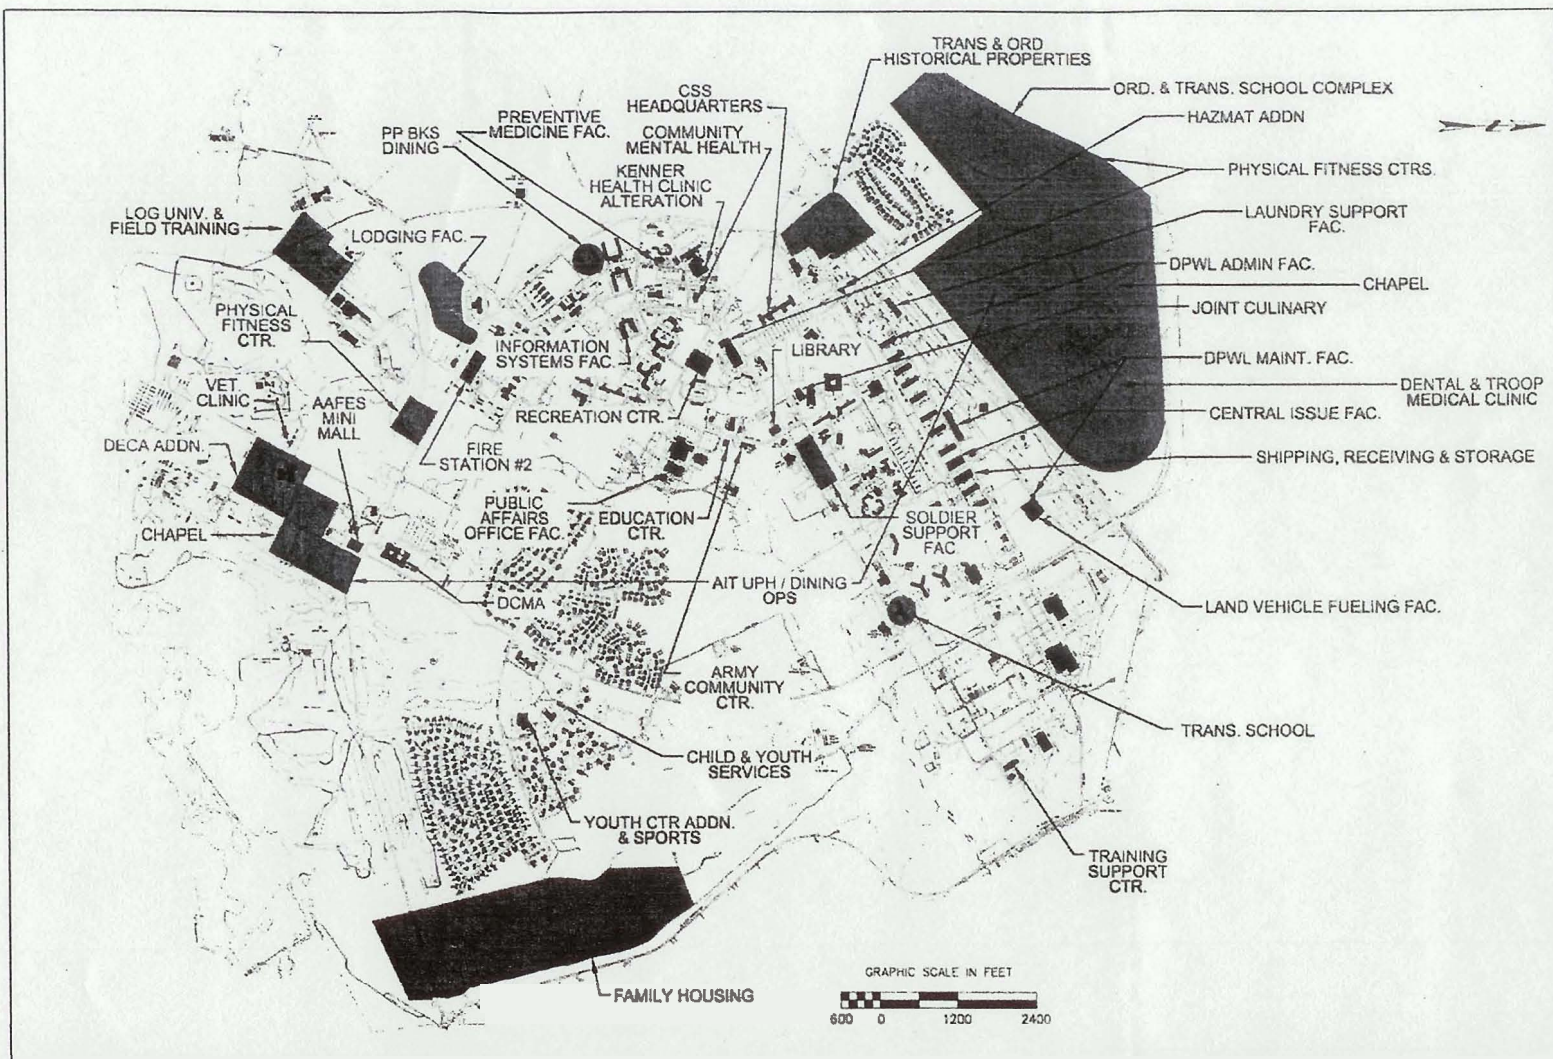 TRANS & ORD
HISTORICAL PROPERTIES
CSS
HEADQUARTERS
ORD. & TRANS. SCHOOL COMPLEX
HAZMAT ADDN
PREVENTIVE
MEDICINE FAC.
PP BKS
DINING
COMMUNITY
MENTAL HEALTH
KENNER
HEALTH CLINIC
ALTERATION
PHYSICAL FITNESS CTRS.
LOG UNIV. &
FIELD TRAINING
LODGING FAC.
LAUNDRY SUPPORT
FAC.
DPWL ADMIN FAC.
CHAPEL
JOINT CULINARY
PHYSICAL
FITNESS
CTR.
INFORMATION
SYSTEMS FAC.
LIBRARY
DPWL MAINT. FAC.
VET
CLINIC
AAFES
MINI
MALL
DENTAL & TROOP
MEDICAL CLINIC
RECREATION CTR.
CENTRAL ISSUE FAC.
DECA ADDN.
FIRE
STATION #2
SHIPPING, RECEIVING & STORAGE
PUBLIC
AFFAIRS
OFFICE FAC.
EDUCATION
CTR.
SOLDIER
SUPPORT
FAC.
CHAPEL
AIT UPH / DINING
OPS
DCMA
LAND VEHICLE FUELING FAC.
ARMY
COMMUNITY
CTR.
TRANS. SCHOOL
CHILD & YOUTH
SERVICES
YOUTH CTR ADDN.
& SPORTS
TRAINING
SUPPORT
CTR.
FAMILY HOUSING
GRAPHIC SCALE IN FEET
600 0 1200 2400